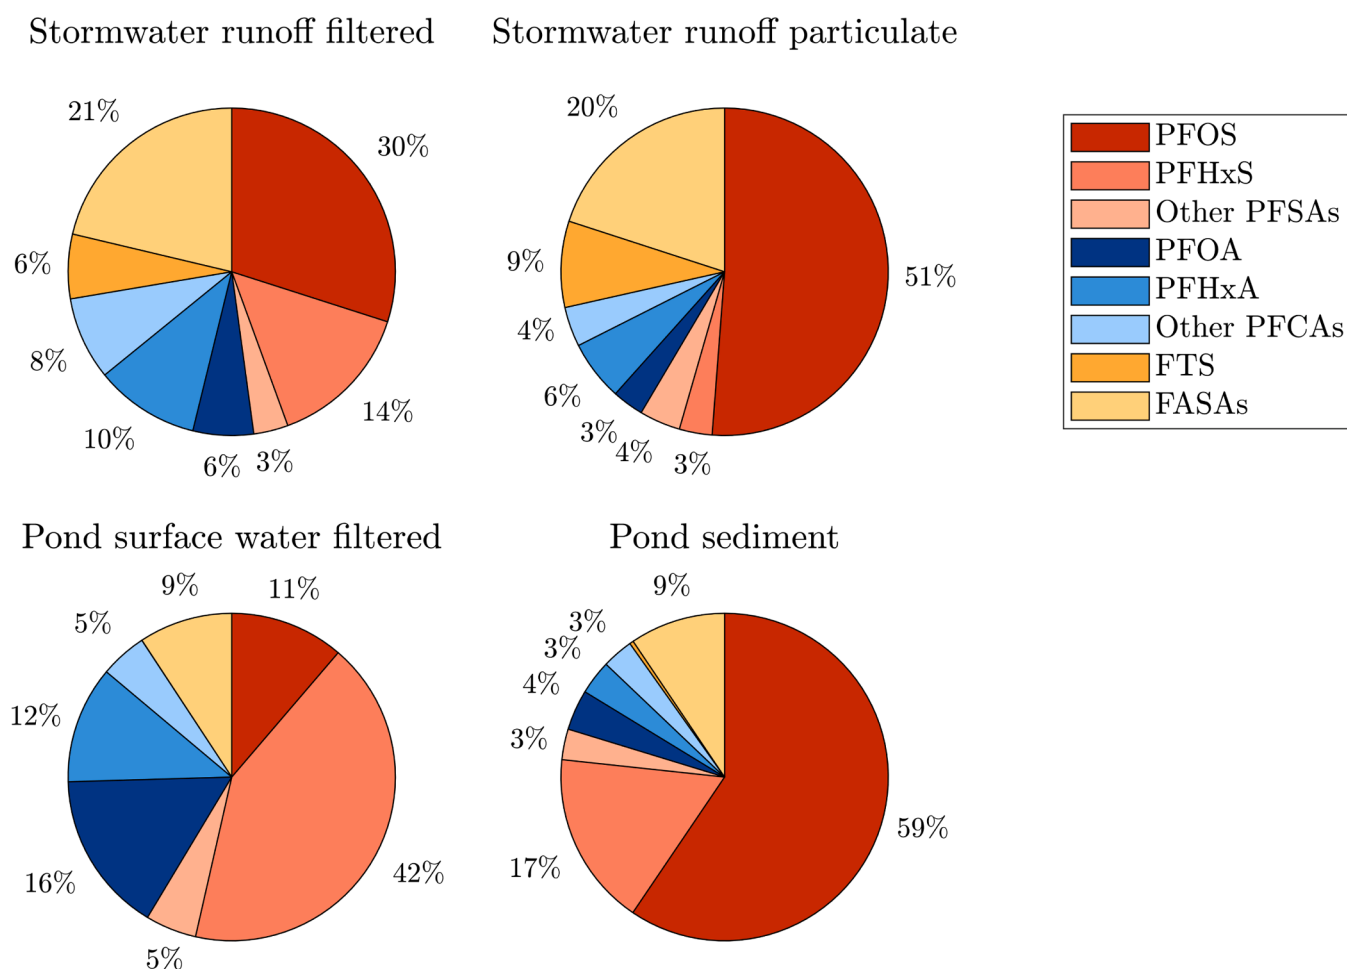 Stormwater runoff filtered
21%
30%
6%
8%
14%
10%
6%
3%
Stormwater runoff particulate
20%
9%
51%
4%
6%
3%
4%
3%
PFOS
PFHxS
Other PFSAs
PFOA
PFHxA
Other PFCAs
FTS
FASAs
Pond surface water filtered
9%
11%
5%
12%
42%
16%
5%
Pond sediment
9%
3%
3%
4%
3%
59%
17%